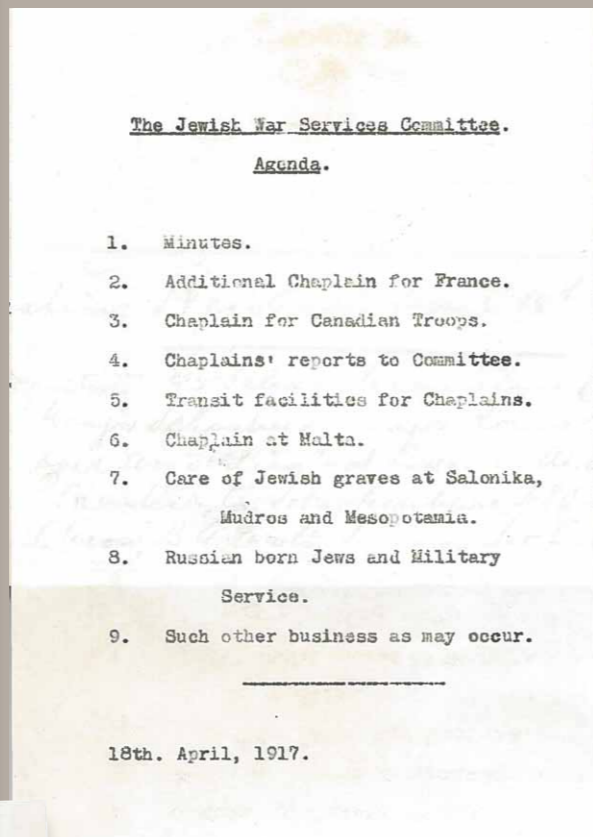 The Jewish War Services Committee.
Agenda.
1. Minutes.
2. Additional Chaplain for France.
3. Chaplain for Canadian Troops.
4. Chaplains' reports to Committee.
5. Transit facilities for Chaplains.
6. Chaplain at Malta.
7. Care of Jewish graves at Salonika,
Mudros and Mesopotamia.
8. Russian born Jews and Military
Service.
9. Such other business as may occur.
18th. April, 1917.